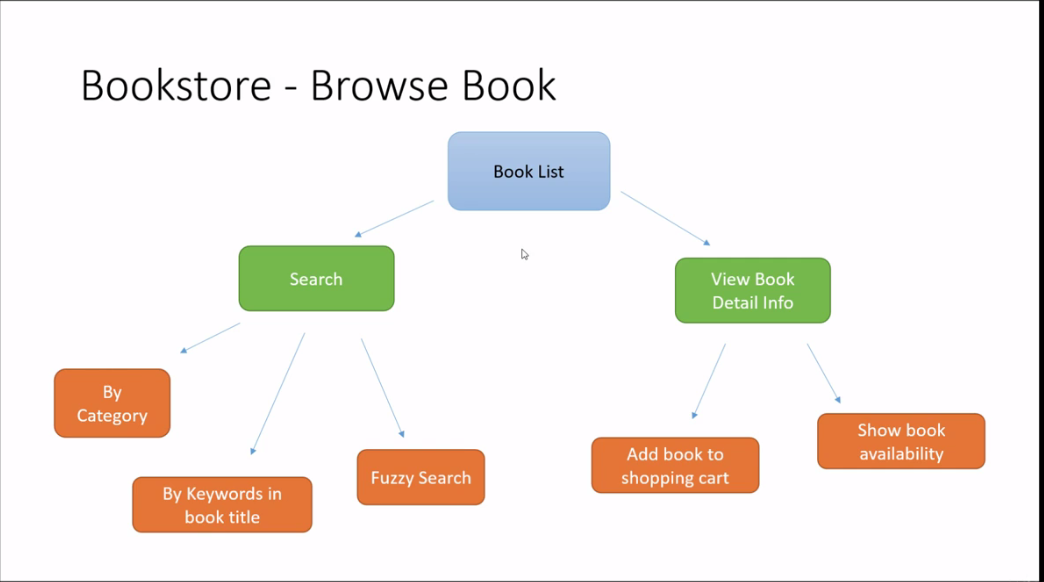 Bookstore - Browse Book
Book List
Search
View Book
Detail Info
By
Category
By Keywords in
book title
Fuzzy Search
Add book to
shopping cart
Show book
availability